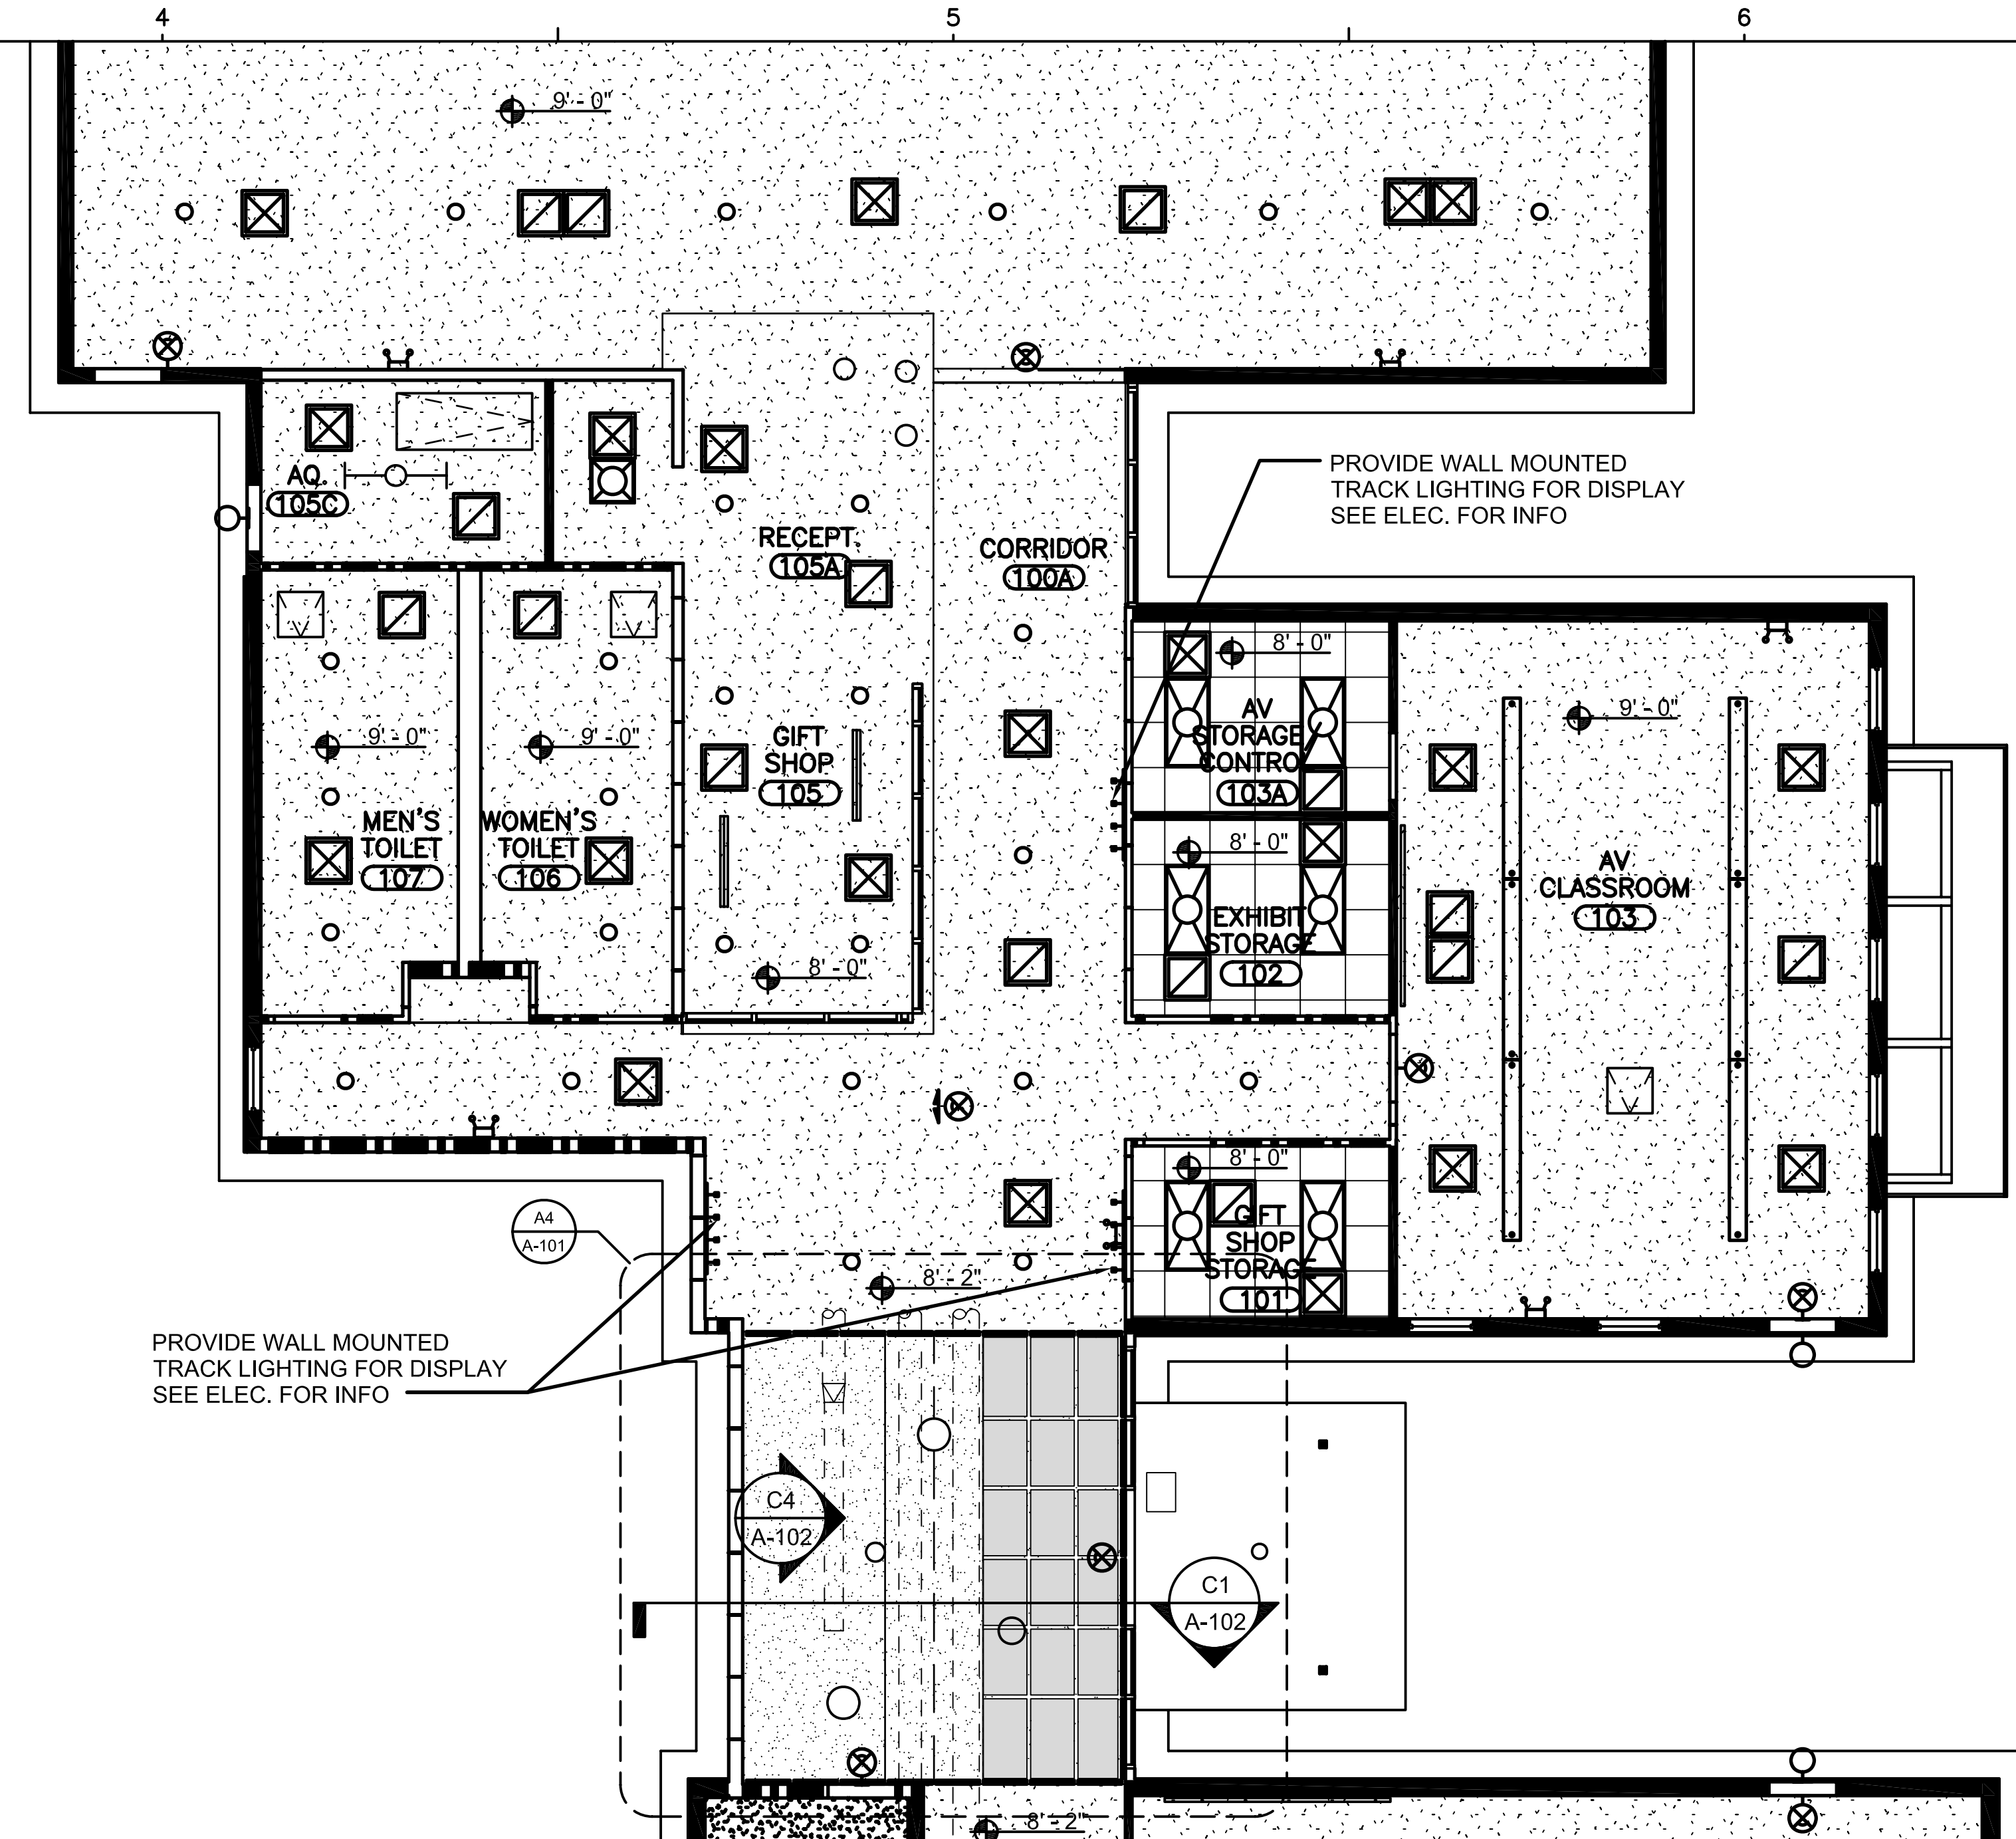 4 5 6
9' - 0"
PROVIDE WALL MOUNTED
TRACK LIGHTING FOR DISPLAY
SEE ELEC. FOR INFO
AQ.
105C
RECEPT.
105A
CORRIDOR
100A
8' - 0"
9' - 0"
AV
STORAGE
CONTRO
103A
9' - 0"
9' - 0"
GIFT
SHOP
105
MEN'S
TOILET
107
WOMEN'S
TOILET
106
8' - 0"
AV
CLASSROOM
103
EXHIBIT
STORAGE
102
8' - 0"
8' - 0"
GIFT
SHOP
STORAGE
101
A4
A-101
8' - 2"
PROVIDE WALL MOUNTED
TRACK LIGHTING FOR DISPLAY
SEE ELEC. FOR INFO
C4
A-102
C1
A-102
8' - 2"